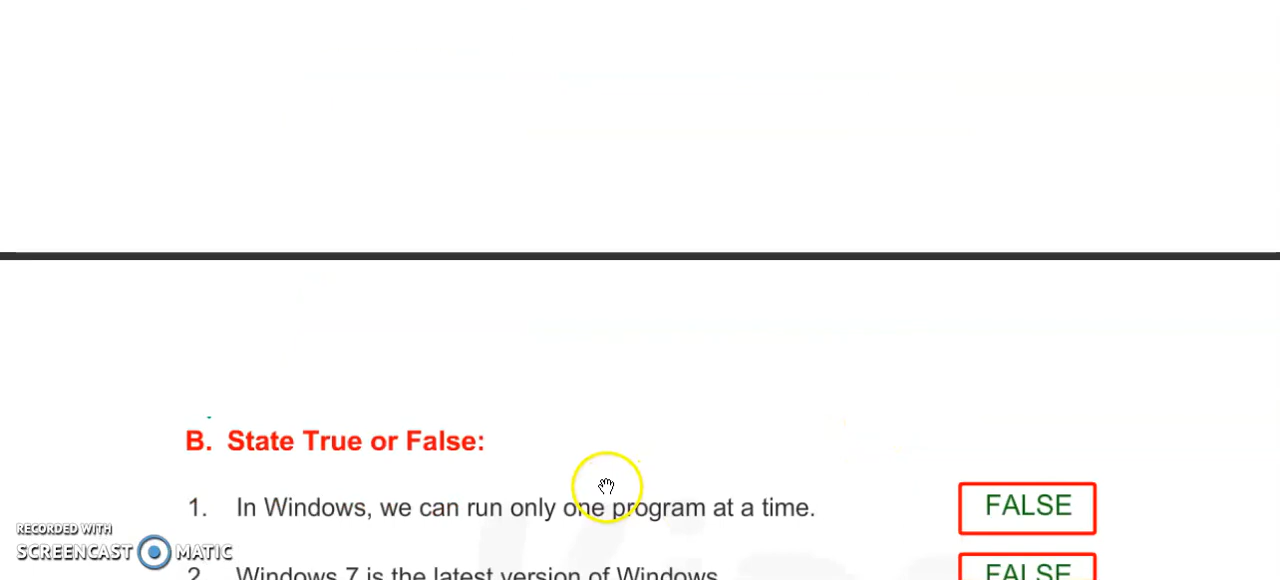 B. State True or False:
1. In Windows, we can run only one program at a time. FALSE
RECORDED WITH
SCREENCAST MATIC
2. Windows 7 is the latest version of Windows. FALSE